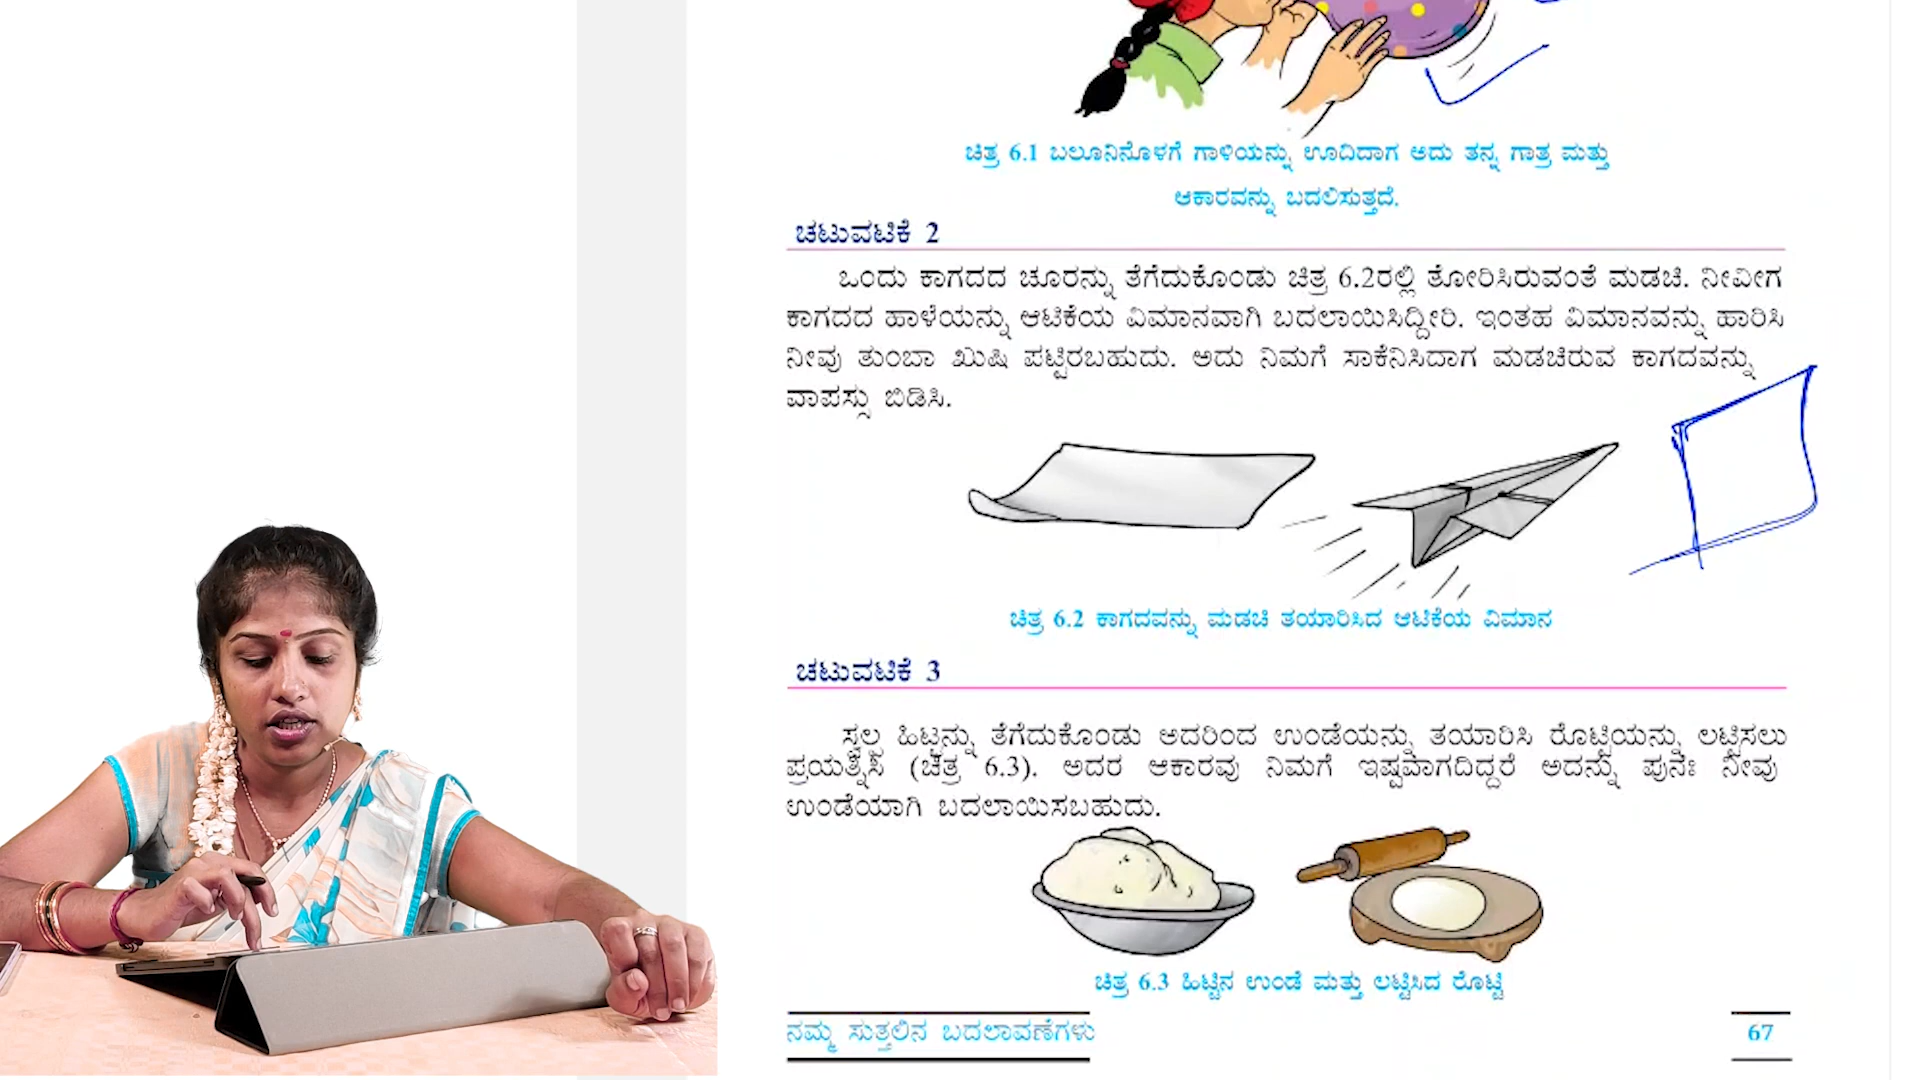 ಚಿತ್ರ 6.1 ಬಲೂನಿನೊಳಗೆ ಗಾಳಿಯನ್ನು ಊದಿದಾಗ ಅದು ತನ್ನ ಗಾತ್ರ ಮತ್ತು
ಆಕಾರವನ್ನು ಬದಲಿಸುತ್ತದೆ.
ಚಟುವಟಿಕೆ 2
ಒಂದು ಕಾಗದದ ಚೂರನ್ನು ತೆಗೆದುಕೊಂಡು ಚಿತ್ರ 6.2ರಲ್ಲಿ ತೋರಿಸಿರುವಂತೆ ಮಡಚಿ. ನೀವೀಗ
ಕಾಗದದ ಹಾಳೆಯನ್ನು ಆಟಿಕೆಯ ವಿಮಾನವಾಗಿ ಬದಲಾಯಿಸಿದ್ದೀರಿ. ಇಂತಹ ವಿಮಾನವನ್ನು ಹಾರಿಸಿ
ನೀವು ತುಂಬಾ ಖುಷಿ ಪಟ್ಟಿರಬಹುದು. ಅದು ನಿಮಗೆ ಸಾಕೆನಿಸಿದಾಗ ಮಡಚಿರುವ ಕಾಗದವನ್ನು
ವಾಪಸ್ಸು ಬಿಡಿಸಿ.
ಚಿತ್ರ 6.2 ಕಾಗದವನ್ನು ಮಡಚಿ ತಯಾರಿಸಿದ ಆಟಿಕೆಯ ವಿಮಾನ
ಚಟುವಟಿಕೆ 3
ಸ್ವಲ್ಪ ಹಿಟ್ಟನ್ನು ತೆಗೆದುಕೊಂಡು ಅದರಿಂದ ಉಂಡೆಯನ್ನು ತಯಾರಿಸಿ ರೊಟ್ಟಿಯನ್ನು ಲಟ್ಟಿಸಲು
ಪ್ರಯತ್ನಿಸಿ (ಚಿತ್ರ 6.3). ಅದರ ಆಕಾರವು ನಿಮಗೆ ಇಷ್ಟವಾಗದಿದ್ದರೆ ಅದನ್ನು ಪುನಃ ನೀವು
ಉಂಡೆಯಾಗಿ ಬದಲಾಯಿಸಬಹುದು.
ಚಿತ್ರ 6.3 ಹಿಟ್ಟಿನ ಉಂಡೆ ಮತ್ತು ಲಟ್ಟಿಸಿದ ರೊಟ್ಟಿ
ನಮ್ಮ ಸುತ್ತಲಿನ ಬದಲಾವಣೆಗಳು
67